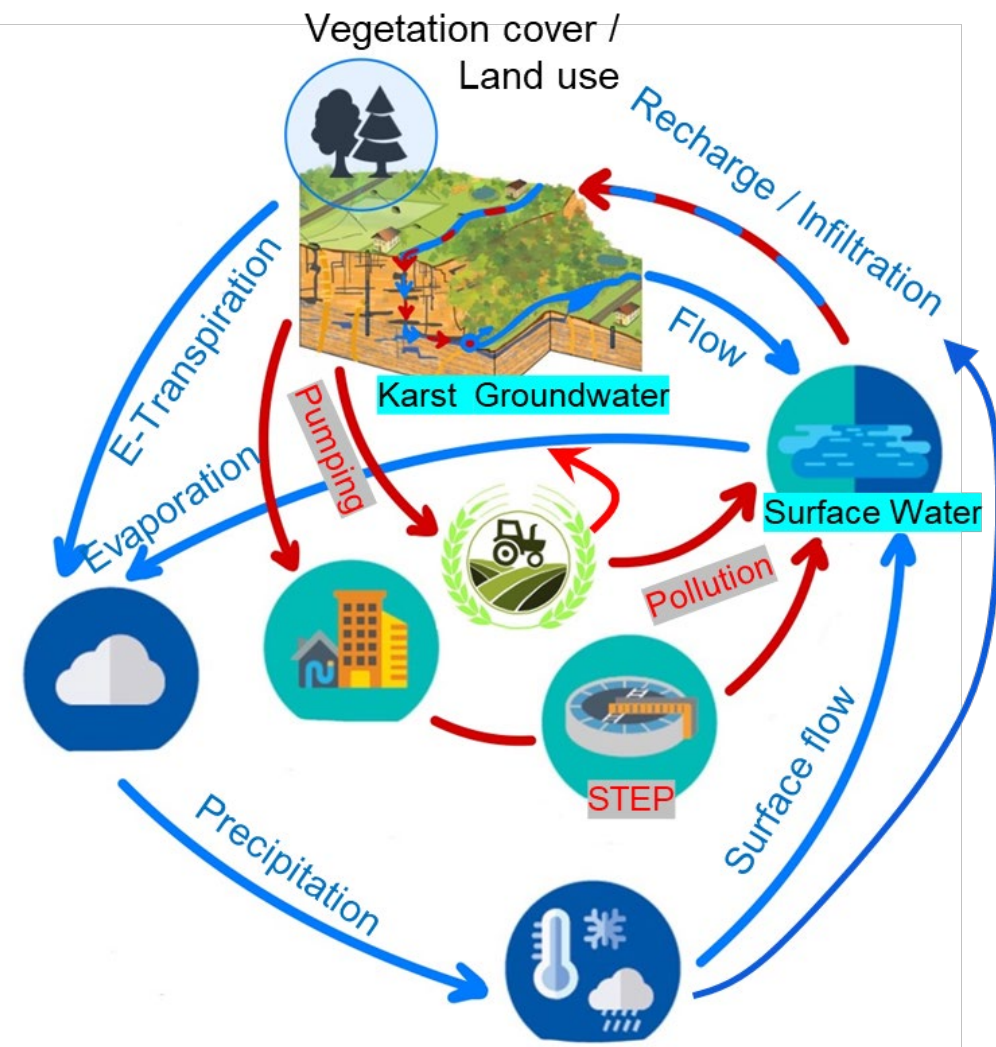 Vegetation cover /
Land use
Recharge / Infiltration
E-Transpiration
Flow
Pumping
Karst Groundwater
Evaporation
Surface Water
Pollution
STEP
Surface flow
Precipitation